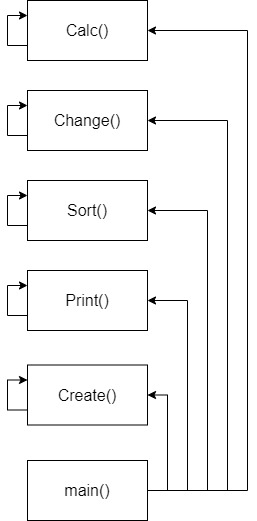 Calc()
Change()
Sort()
Print()
Create()
main()